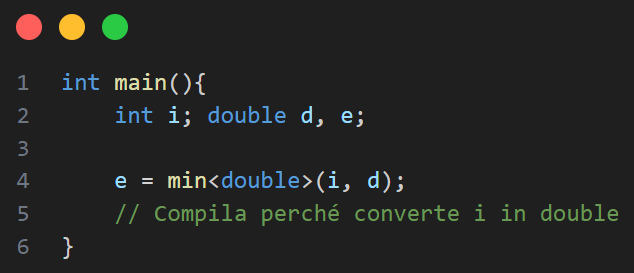 1 int main(){
2 int i; double d, e;
3
4 e = min<double>(i, d);
5 // Compila perché converte i in double
6 }